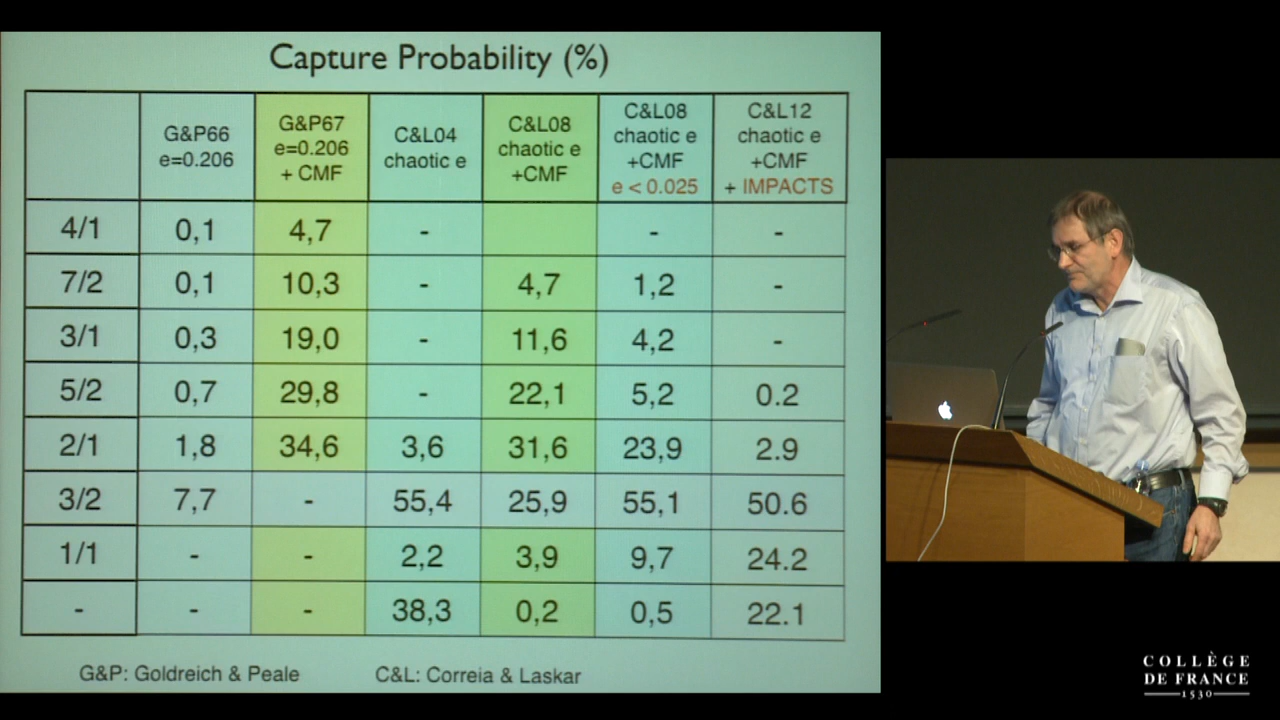 Capture Probability (%)
G&P66 e=0.206 G&P67 e=0.206 + CMF C&L04 chaotic e C&L08 chaotic e +CMF C&L08 chaotic e +CMF e < 0.025 C&L12 chaotic e +CMF + IMPACTS
4/1 0,1 4,7 - - -
7/2 0,1 10,3 - 4,7 1,2 -
3/1 0,3 19,0 - 11,6 4,2 -
5/2 0,7 29,8 - 22,1 5,2 0.2
2/1 1,8 34,6 3,6 31,6 23,9 2.9
3/2 7,7 - 55,4 25,9 55,1 50.6
1/1 - - 2,2 3,9 9,7 24.2
- - - 38,3 0,2 0,5 22.1
G&P: Goldreich & Peale C&L: Correia & Laskar
COLLÈGE
DE FRANCE
1530